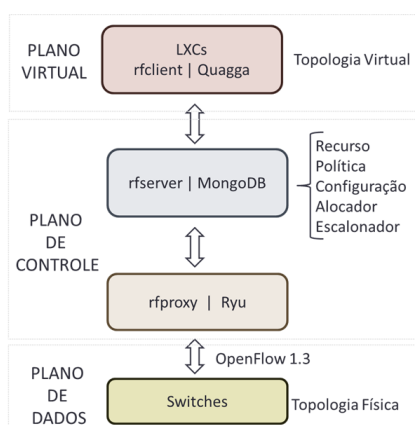 PLANO
VIRTUAL
LXCs
rfclient | Quagga
Topologia Virtual
PLANO
DE
CONTROLE
rfserver | MongoDB
Recurso
Política
Configuração
Alocador
Escalonador
rfproxy | Ryu
OpenFlow 1.3
PLANO
DE
DADOS
Switches
Topologia Física